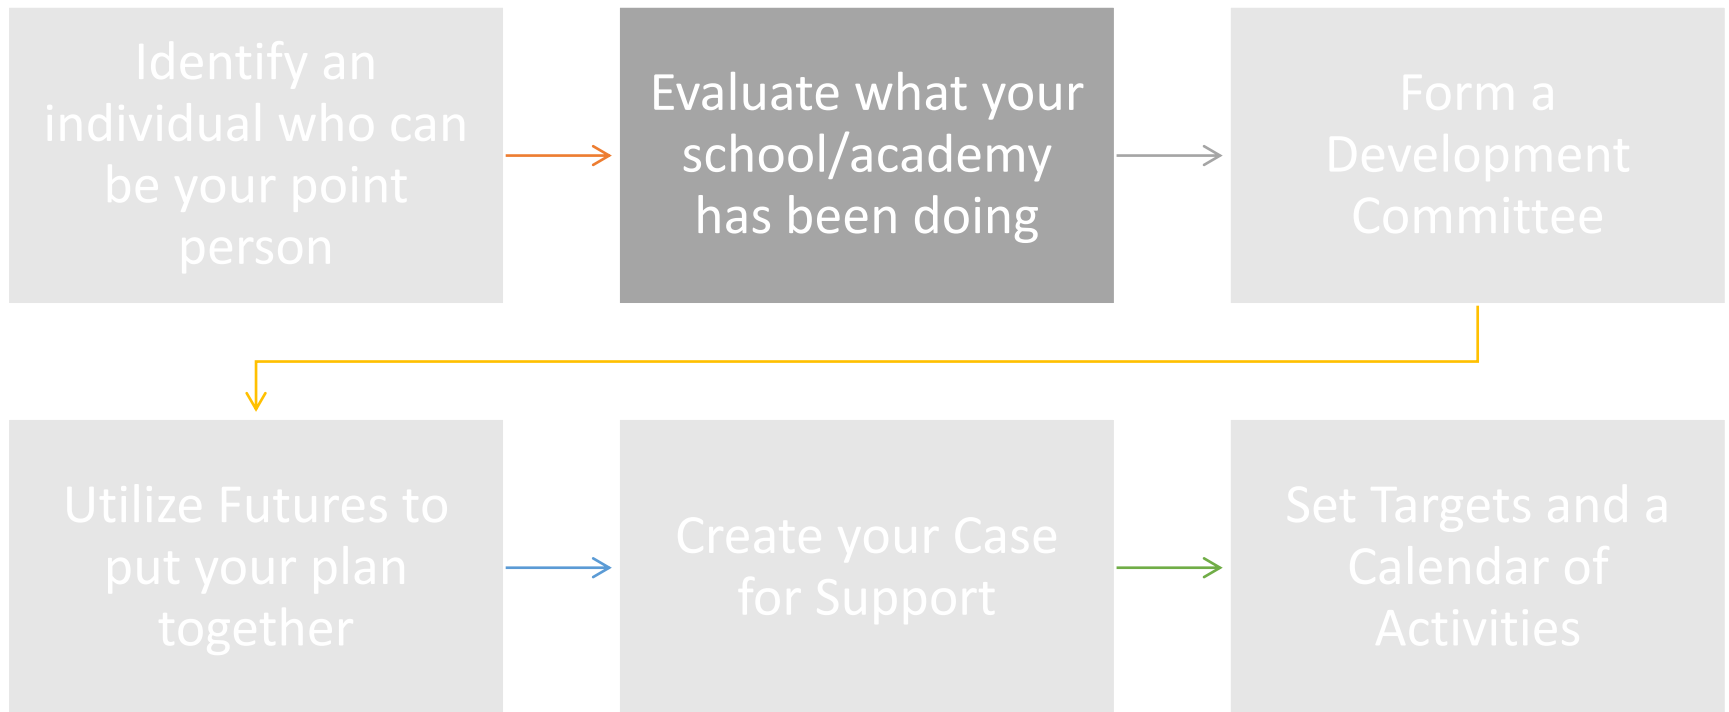 Identify an
individual who can
be your point
person
Evaluate what your
school/academy
has been doing
Form a
Development
Committee
Utilize Futures to
put your plan
together
Create your Case
for Support
Set Targets and a
Calendar of
Activities